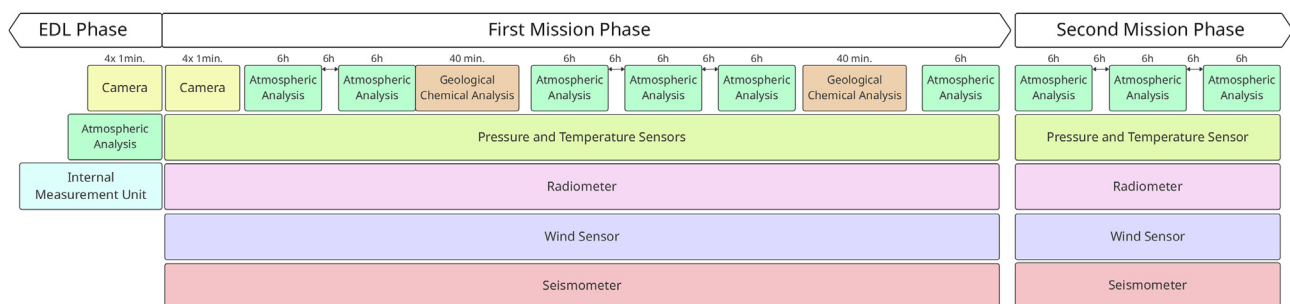 EDL Phase
First Mission Phase
Second Mission Phase
4x 1min.
4x 1min.
6h
6h
6h
40 min.
6h
6h
6h
6h
6h
40 min.
6h
6h
6h
6h
6h
6h
Camera
Camera
Atmospheric
Analysis
Atmospheric
Analysis
Geological
Chemical Analysis
Atmospheric
Analysis
Atmospheric
Analysis
Atmospheric
Analysis
Geological
Chemical Analysis
Atmospheric
Analysis
Atmospheric
Analysis
Atmospheric
Analysis
Atmospheric
Analysis
Atmospheric
Analysis
Pressure and Temperature Sensors
Pressure and Temperature Sensor
Internal
Measurement Unit
Radiometer
Radiometer
Wind Sensor
Wind Sensor
Seismometer
Seismometer